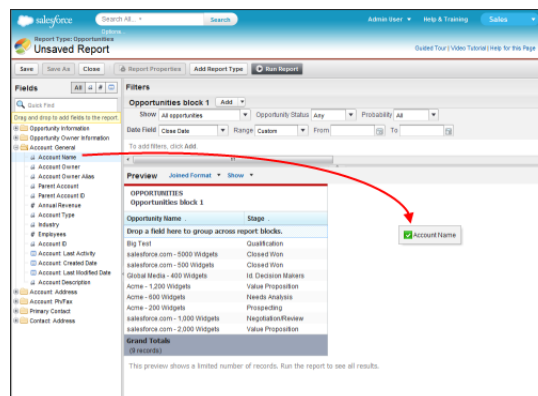 salesforce
Search All...
Search
Options...
Admin User
Help & Training
Sales
Report Type: Opportunities
Unsaved Report
Guided Tour | Video Tutorial | Help for this Page
Save
Save As
Close
Report Properties
Add Report Type
Run Report
Fields
All
Quick Find
Drag and drop to add fields to the report.
Opportunity Information
Opportunity Owner Information
Account: General
Account Name
Account Owner
Account Owner Alias
Parent Account
Parent Account ID
Annual Revenue
Account Type
Industry
Employees
Account ID
Account: Last Activity
Account: Created Date
Account: Last Modified Date
Account Description
Account: Address
Account: Ph/Fax
Primary Contact
Contact: Address
Filters
Opportunities block 1 Add
Show All opportunities Opportunity Status Any Probability All
Date Field Close Date Range Custom From To
To add filters, click Add.
Preview Joined Format Show
OPPORTUNITIES
Opportunities block 1
Opportunity Name Stage
Drop a field here to group across report blocks.
Big Test Qualification
salesforce.com - 5000 Widgets Closed Won
salesforce.com - 500 Widgets Closed Won
Global Media - 400 Widgets Id. Decision Makers
Acme - 1,200 Widgets Value Proposition
Acme - 600 Widgets Needs Analysis
Acme - 200 Widgets Prospecting
salesforce.com - 1,000 Widgets Negotiation/Review
salesforce.com - 2,000 Widgets Value Proposition
Grand Totals
(9 records)
Account Name
This preview shows a limited number of records. Run the report to see all results.